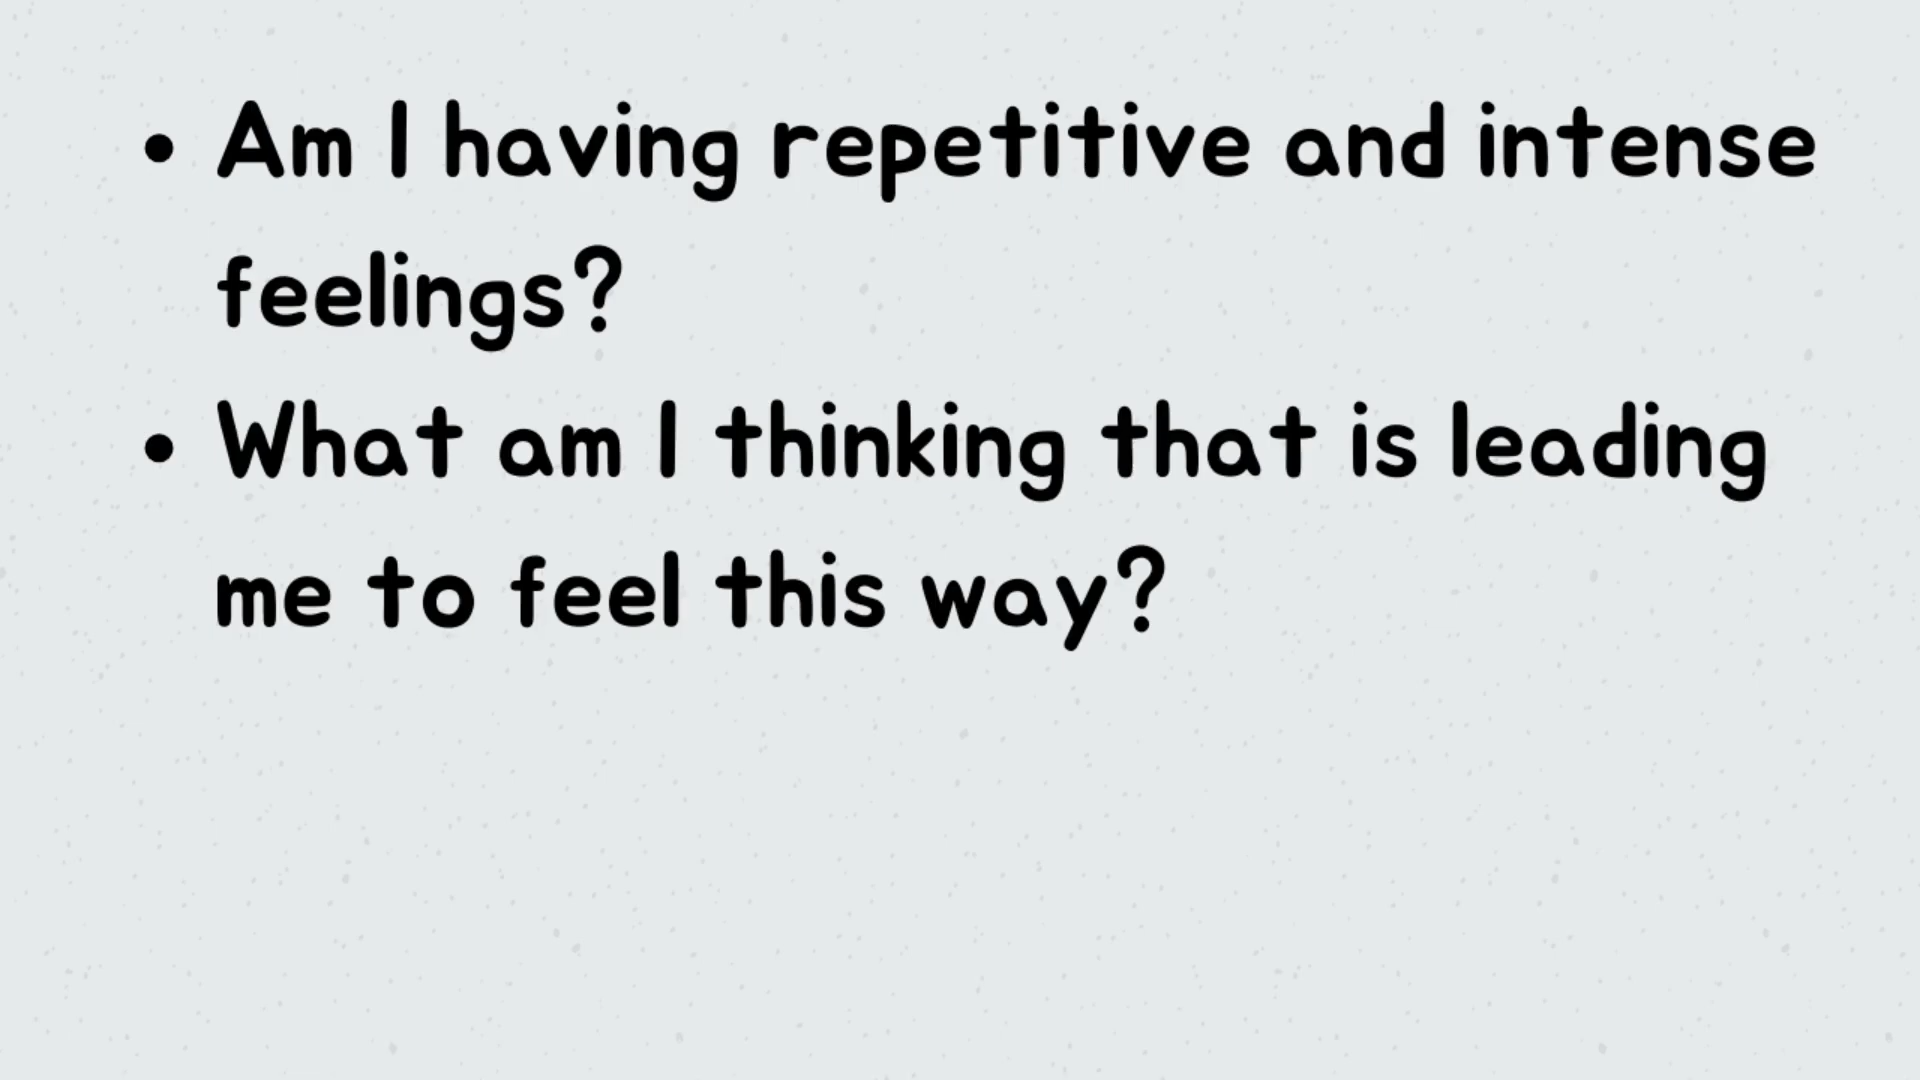 • Am I having repetitive and intense
feelings?
• What am I thinking that is leading
me to feel this way?